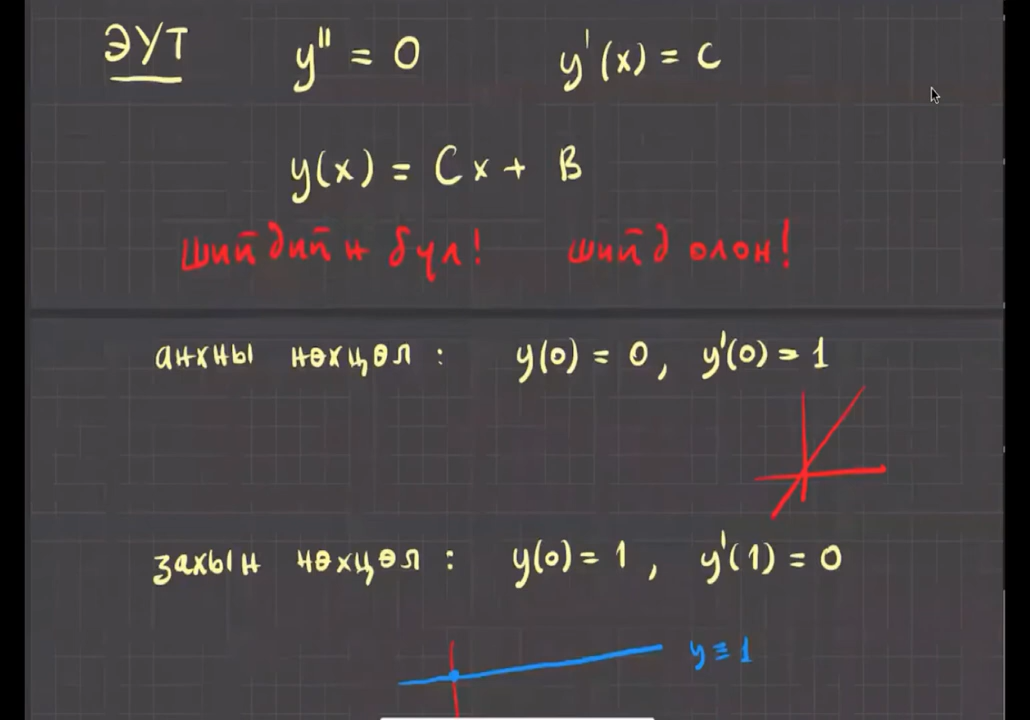 ЭУТ y'' = 0 y'(x) = C
y(x) = Cx + B
шийдийн бүл! шийд олон!
анхны нөхцөл : y(0) = 0, y'(0) = 1
захын нөхцөл : y(0) = 1, y'(1) = 0
y ≡ 1